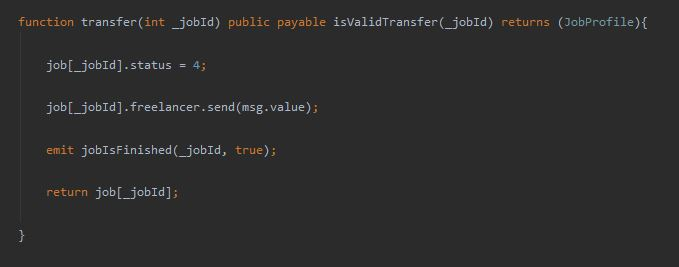 function transfer(int _jobId) public payable isValidTransfer(_jobId) returns (JobProfile){
job[_jobId].status = 4;
job[_jobId].freelancer.send(msg.value);
emit jobIsFinished(_jobId, true);
return job[_jobId];
}